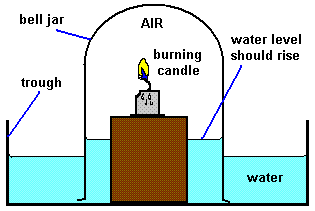 bell jar
AIR
burning
candle
water level
should rise
trough
water